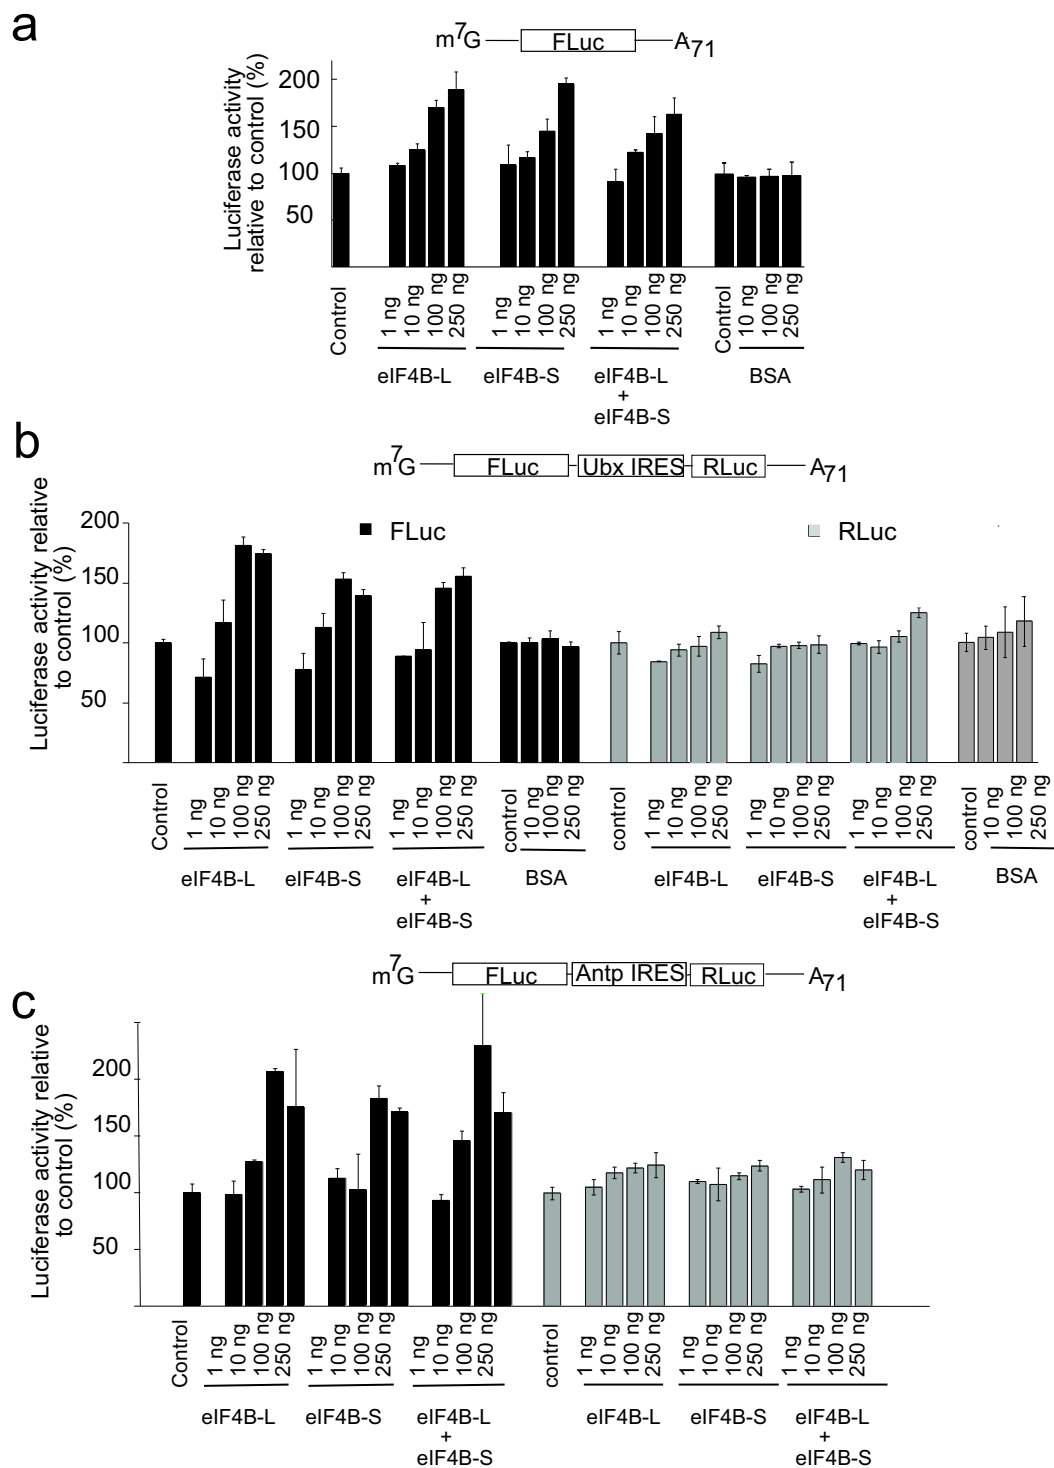 a
m7G FLuc A71
Luciferase activity
relative to control (%)
200
150
100
50
Control
1 ng
10 ng
100 ng
250 ng
1 ng
10 ng
100 ng
250 ng
1 ng
10 ng
100 ng
250 ng
Control
10 ng
100 ng
250 ng
eIF4B-L
eIF4B-S
eIF4B-L
+
eIF4B-S
BSA
b
m7G FLuc Ubx IRES RLuc A71
Luciferase activity relative
to control (%)
200
150
100
50
FLuc
RLuc
Control
1 ng
10 ng
100 ng
250 ng
1 ng
10 ng
100 ng
250 ng
1 ng
10 ng
100 ng
250 ng
control
10 ng
100 ng
250 ng
control
1 ng
10 ng
100 ng
250 ng
1 ng
10 ng
100 ng
250 ng
1 ng
10 ng
100 ng
250 ng
control
10 ng
100 ng
250 ng
eIF4B-L
eIF4B-S
eIF4B-L
+
eIF4B-S
BSA
eIF4B-L
eIF4B-S
eIF4B-L
+
eIF4B-S
BSA
c
m7G FLuc Antp IRES RLuc A71
Luciferase activity relative
to control (%)
200
150
100
50
Control
1 ng
10 ng
100 ng
250 ng
1 ng
10 ng
100 ng
250 ng
1 ng
10 ng
100 ng
250 ng
control
1 ng
10 ng
100 ng
250 ng
1 ng
10 ng
100 ng
250 ng
1 ng
10 ng
100 ng
250 ng
eIF4B-L
eIF4B-S
eIF4B-L
+
eIF4B-S
eIF4B-L
eIF4B-S
eIF4B-L
+
eIF4B-S